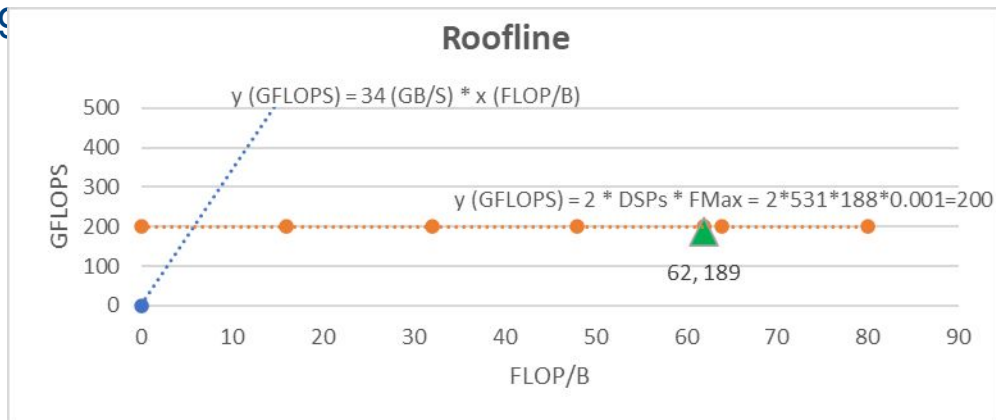 Roofline
y (GFLOPS) = 34 (GB/S) * x (FLOP/B)
500
400
300
y (GFLOPS) = 2 * DSPs * FMax = 2*531*188*0.001=200
200
100
62, 189
0
GFLOPS
0 10 20 30 40 50 60 70 80 90
FLOP/B